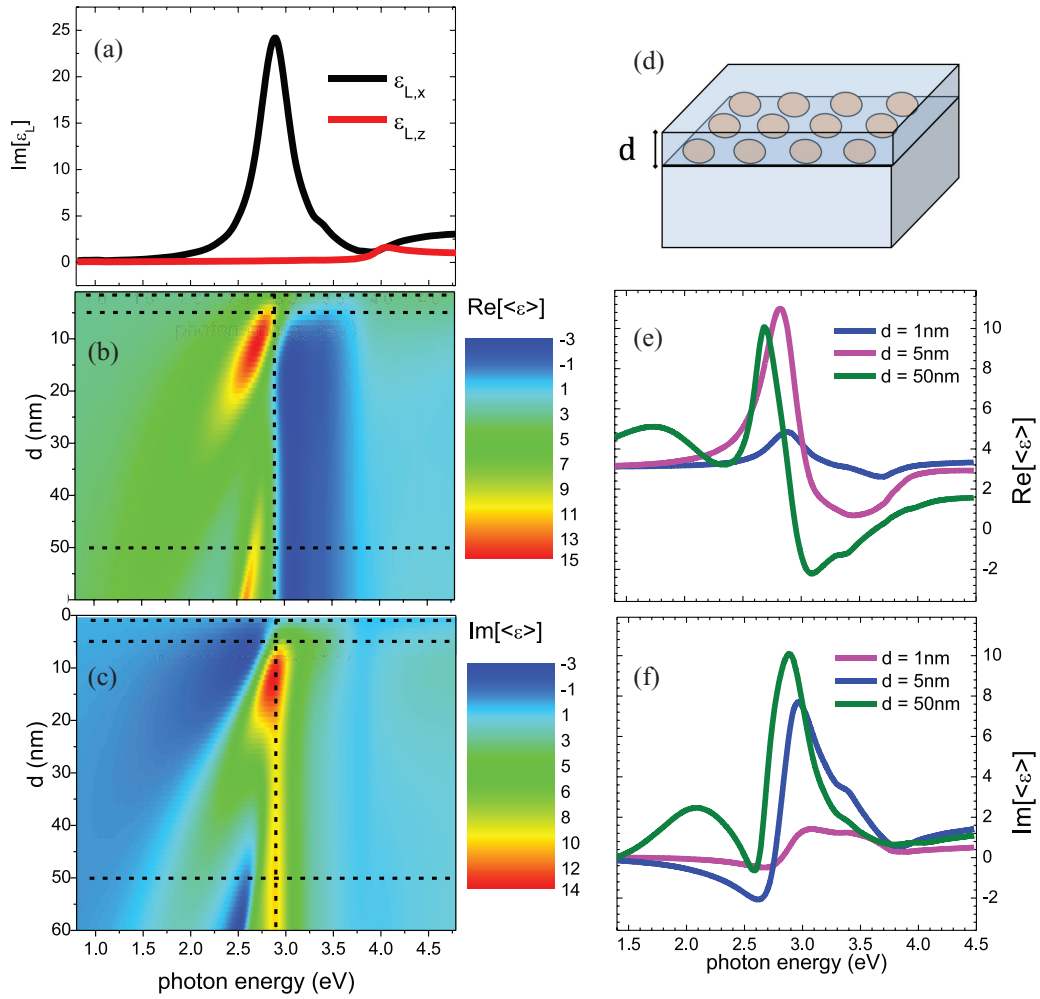 (a)
25
20
15
10
5
0
Im[ε_L]
ε_L,x
ε_L,z
(d)
d
(b)
10
20
30
40
50
d (nm)
Re[<ε>]
-3
-1
1
3
5
7
9
11
13
15
(c)
0
10
20
30
40
50
60
d (nm)
1.0
1.5
2.0
2.5
3.0
3.5
4.0
4.5
photon energy (eV)
Im[<ε>]
-3
-1
1
3
5
6
8
10
12
14
(e)
d = 1nm
d = 5nm
d = 50nm
10
8
6
4
2
0
-2
Re[<ε>]
(f)
d = 1nm
d = 5nm
d = 50nm
10
8
6
4
2
0
-2
Im[<ε>]
1.4
2.0
2.5
3.0
3.5
4.0
4.5
photon energy (eV)